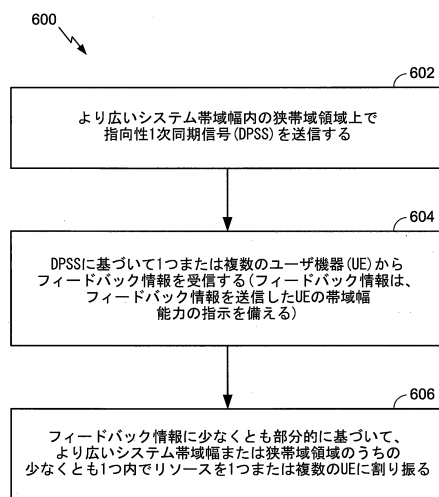 600
602
より広いシステム帯域幅内の狭帯域領域上で
指向性1次同期信号(DPSS)を送信する
604
DPSSに基づいて1つまたは複数のユーザ機器(UE)から
フィードバック情報を受信する(フィードバック情報は、
フィードバック情報を送信したUEの帯域幅
能力の指示を備える)
606
フィードバック情報に少なくとも部分的に基づいて、
より広いシステム帯域幅または狭帯域領域のうちの
少なくとも1つ内でリソースを1つまたは複数のUEに割り振る